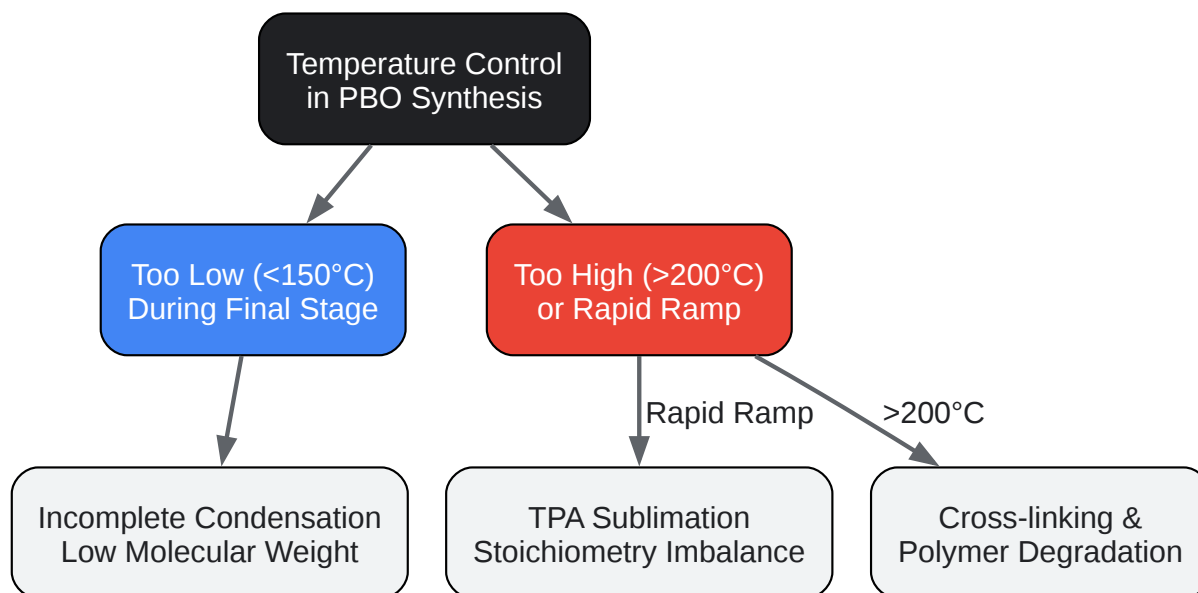 Temperature Control
in PBO Synthesis
Too Low (<150°C)
During Final Stage
Too High (>200°C)
or Rapid Ramp
Rapid Ramp
>200°C
Incomplete Condensation
Low Molecular Weight
TPA Sublimation
Stoichiometry Imbalance
Cross-linking &
Polymer Degradation